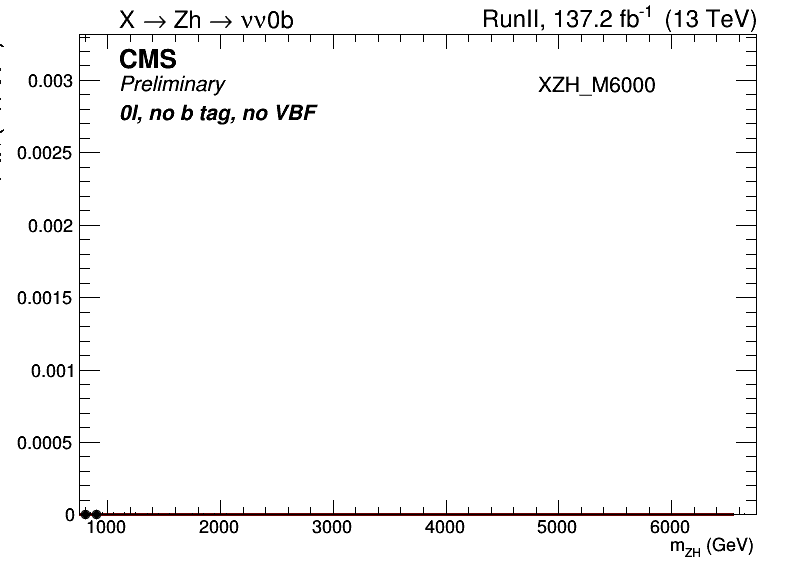 X → Zh → νν0b
RunII, 137.2 fb⁻¹ (13 TeV)
CMS
Preliminary
0l, no b tag, no VBF
XZH_M6000
0.003
0.0025
0.002
0.0015
0.001
0.0005
0
1000 2000 3000 4000 5000 6000
m_ZH (GeV)